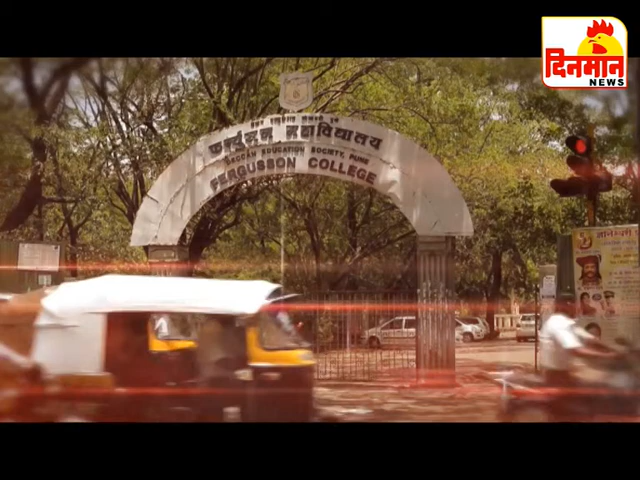 दिनमान
NEWS
फर्ग्युसन महाविद्यालय
DECCAN EDUCATION SOCIETY, PUNE
FERGUSSON COLLEGE